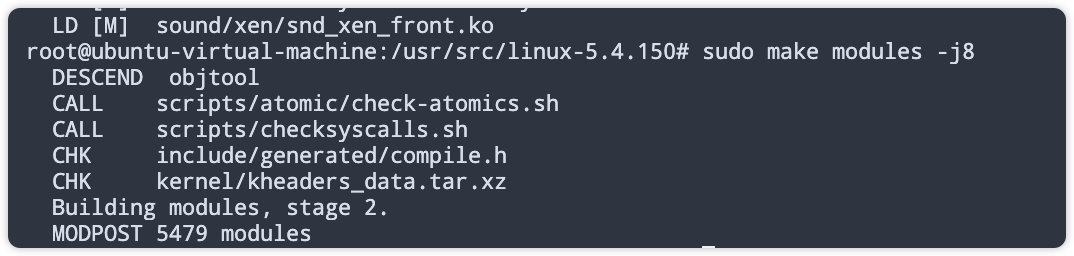 LD [M]  sound/xen/snd_xen_front.ko
root@ubuntu-virtual-machine:/usr/src/linux-5.4.150# sudo make modules -j8
  DESCEND  objtool
  CALL    scripts/atomic/check-atomics.sh
  CALL    scripts/checksyscalls.sh
  CHK     include/generated/compile.h
  CHK     kernel/kheaders_data.tar.xz
  Building modules, stage 2.
  MODPOST 5479 modules